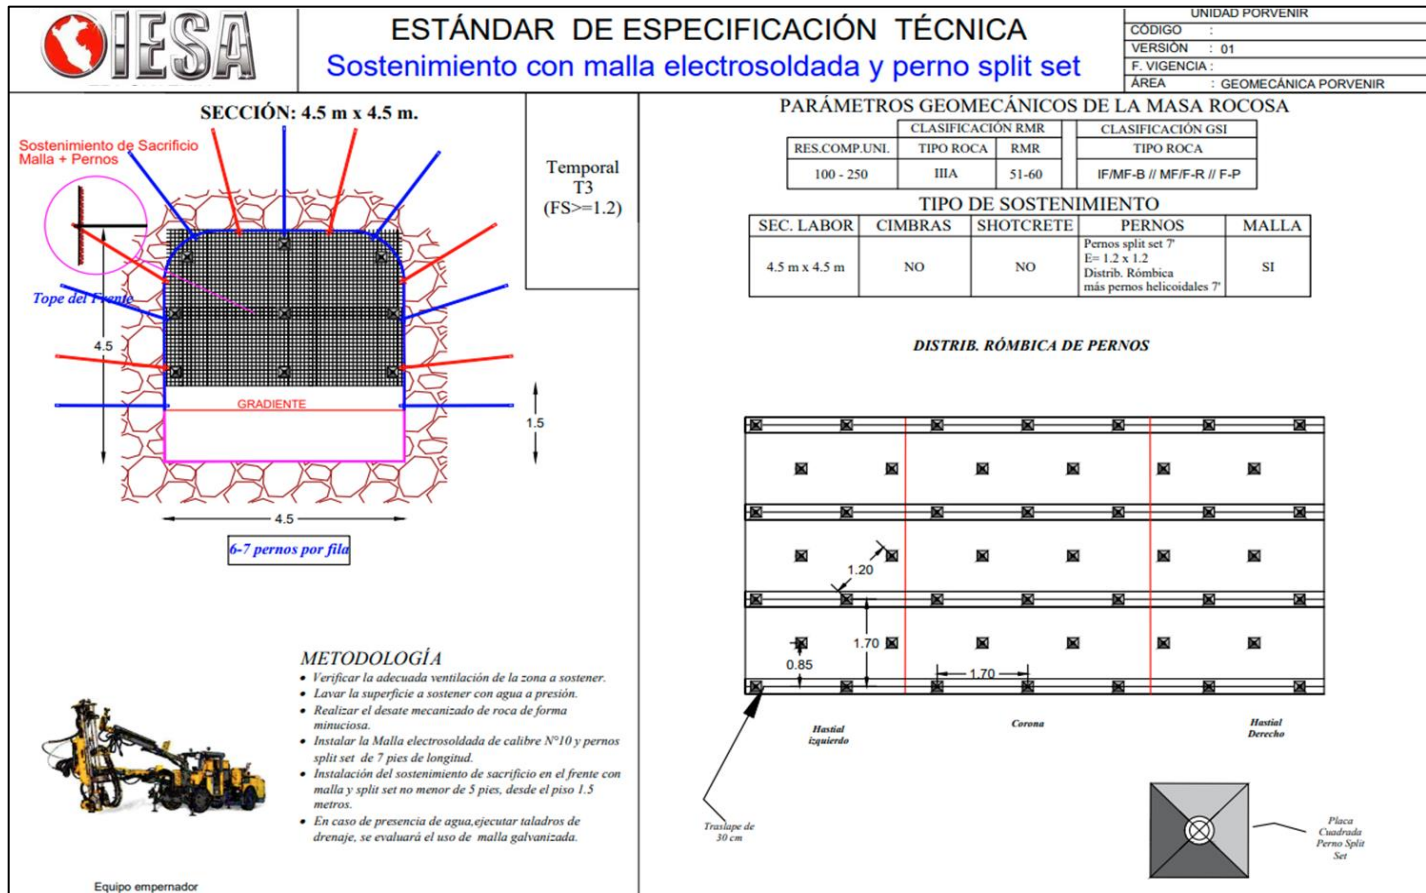 IESA
ESTÁNDAR DE ESPECIFICACIÓN TÉCNICA
Sostenimiento con malla electrosoldada y perno split set
UNIDAD PORVENIR
CÓDIGO :
VERSIÓN : 01
F. VIGENCIA :
ÁREA : GEOMECÁNICA PORVENIR
SECCIÓN: 4.5 m x 4.5 m.
Sostenimiento de Sacrificio
Malla + Pernos
Temporal
T3
(FS>=1.2)
Tope del Frente
4.5
GRADIENTE
1.5
4.5
6-7 pernos por fila
METODOLOGÍA
• Verificar la adecuada ventilación de la zona a sostener.
• Lavar la superficie a sostener con agua a presión.
• Realizar el desate mecanizado de roca de forma
minuciosa.
• Instalar la Malla electrosoldada de calibre N°10 y pernos
split set de 7 pies de longitud.
• Instalación del sostenimiento de sacrificio en el frente con
malla y split set no menor de 5 pies, desde el piso 1.5
metros.
• En caso de presencia de agua,ejecutar taladros de
drenaje, se evaluará el uso de malla galvanizada.
Equipo empernador
PARÁMETROS GEOMECÁNICOS DE LA MASA ROCOSA
CLASIFICACIÓN RMR CLASIFICACIÓN GSI
RES.COMP.UNI. TIPO ROCA RMR TIPO ROCA
100 - 250 IIIA 51-60 IF/MF-B // MF/F-R // F-P
TIPO DE SOSTENIMIENTO
SEC. LABOR CIMBRAS SHOTCRETE PERNOS MALLA
4.5 m x 4.5 m NO NO Pernos split set 7' SI
E= 1.2 x 1.2
Distrib. Rómbica
más pernos helicoidales 7'
DISTRIB. RÓMBICA DE PERNOS
1.20
1.70
0.85
1.70
Hastial
izquierdo
Corona
Hastial
Derecho
Traslape de
30 cm
Placa
Cuadrada
Perno Split
Set